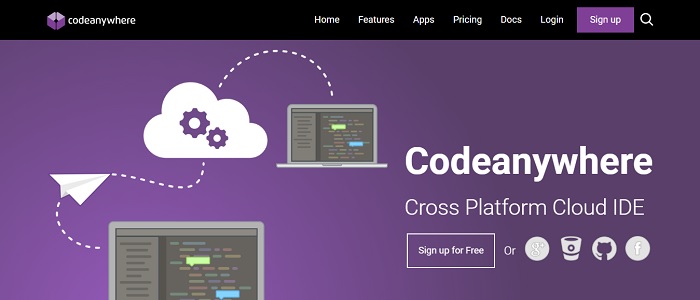 codeanywhere
Home Features Apps Pricing Docs Login Sign up
Codeanywhere
Cross Platform Cloud IDE
Sign up for Free Or